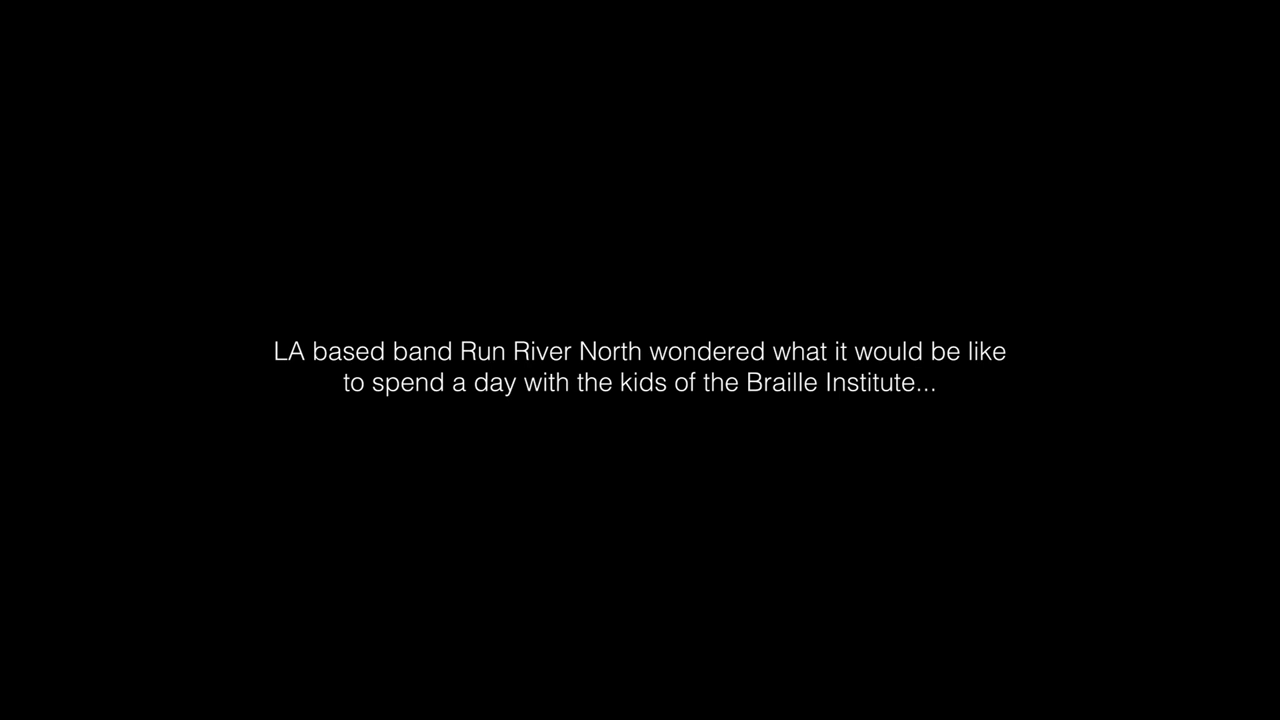 LA based band Run River North wondered what it would be like
to spend a day with the kids of the Braille Institute...